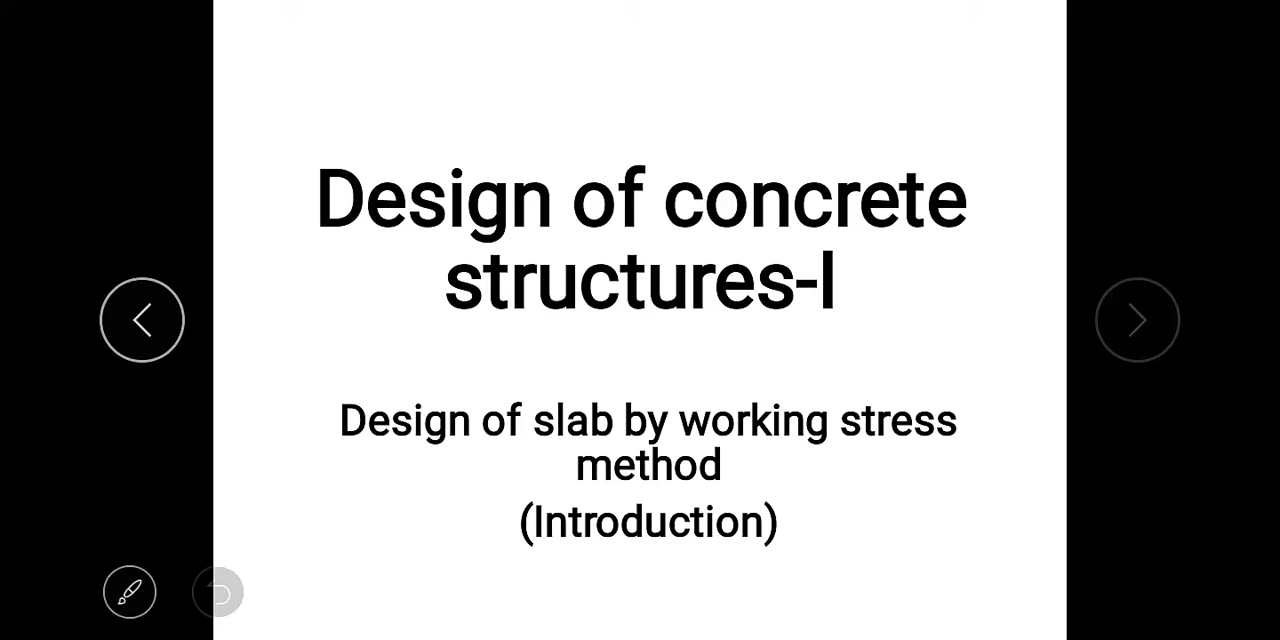 Design of concrete
structures-I
Design of slab by working stress
method
(Introduction)